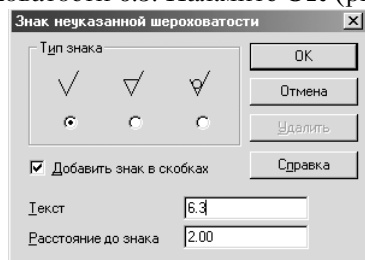 Знак неуказанной шероховатости
Тип знака
OK
Отмена
Удалить
Справка
Добавить знак в скобках
Текст 6.3
Расстояние до знака 2.00